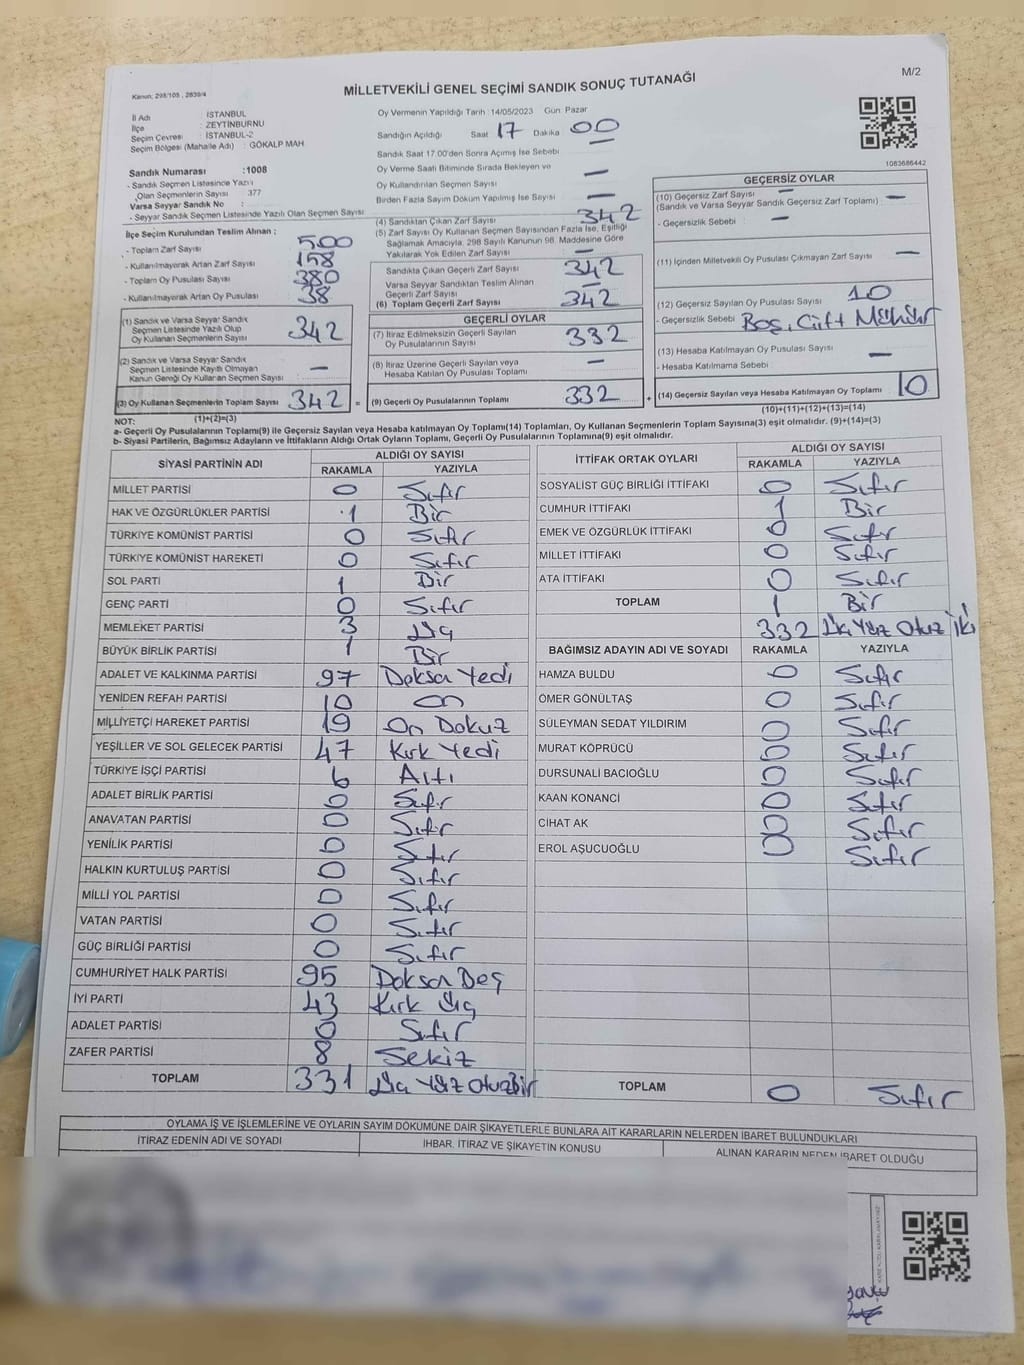 Kanun: 298/105, 2839/4
MİLLETVEKİLİ GENEL SEÇİMİ SANDIK SONUÇ TUTANAĞI
M/2
İl Adı : İSTANBUL
İlçe : ZEYTİNBURNU
Seçim Çevresi : İSTANBUL-2
Seçim Bölgesi (Mahalle Adı) : GÖKALP MAH
Sandık Numarası : 1008
- Sandık Seçmen Listesinde Yazılı
Olan Seçmenlerin Sayısı 377
Varsa Seyyar Sandık No :
- Seyyar Sandık Seçmen Listesinde Yazılı Olan Seçmen Sayısı
Oy Vermenin Yapıldığı Tarih :14/05/2023 Gün: Pazar
Sandığın Açıldığı Saat 17 Dakika 00
Sandık Saat 17.00'den Sonra Açılmış İse Sebebi
Oy Verme Saati Bitiminde Sırada Bekleyen ve
Oy Kullandırılan Seçmen Sayısı —
Birden Fazla Sayım Döküm Yapılmış İse Sayısı —
1083686442
İlçe Seçim Kurulundan Teslim Alınan :
- Toplam Zarf Sayısı 500
- Kullanılmayarak Artan Zarf Sayısı 158
- Toplam Oy Pusulası Sayısı 380
- Kullanılmayarak Artan Oy Pusulası 38
(1) Sandık ve Varsa Seyyar Sandık
Seçmen Listesinde Yazılı Olup
Oy Kullanan Seçmenlerin Sayısı 342
(2) Sandık ve Varsa Seyyar Sandık
Seçmen Listesinde Kayıtlı Olmayan
Kanun Gereği Oy Kullanan Seçmen Sayısı —
(3) Oy Kullanan Seçmenlerin Toplam Sayısı 342 =
(1)+(2)=(3)
(4) Sandıktan Çıkan Zarf Sayısı 342
(5) Zarf Sayısı Oy Kullanan Seçmen Sayısından Fazla İse, Eşitliği
Sağlamak Amacıyla, 298 Sayılı Kanunun 98. Maddesine Göre
Yakılarak Yok Edilen Zarf Sayısı —
Sandıkta Çıkan Geçerli Zarf Sayısı 342
Varsa Seyyar Sandıktan Teslim Alınan
Geçerli Zarf Sayısı —
(6) Toplam Geçerli Zarf Sayısı 342
GEÇERLİ OYLAR
(7) İtiraz Edilmeksizin Geçerli Sayılan
Oy Pusulalarının Sayısı 332
(8) İtiraz Üzerine Geçerli Sayılan veya
Hesaba Katılan Oy Pusulası Toplamı —
(9) Geçerli Oy Pusulalarının Toplamı 332 +
GEÇERSİZ OYLAR
(10) Geçersiz Zarf Sayısı —
(Sandık ve Varsa Seyyar Sandık Geçersiz Zarf Toplamı) —
- Geçersizlik Sebebi : —
(11) İçinden Milletvekili Oy Pusulası Çıkmayan Zarf Sayısı —
(12) Geçersiz Sayılan Oy Pusulası Sayısı 10
- Geçersizlik Sebebi Boş, Çift Mühür
(13) Hesaba Katılmayan Oy Pusulası Sayısı —
- Hesaba Katılmama Sebebi
(14) Geçersiz Sayılan veya Hesaba Katılmayan Oy Toplamı 10
(10)+(11)+(12)+(13)=(14)
NOT:
a- Geçerli Oy Pusulalarının Toplamı(9) ile Geçersiz Sayılan veya Hesaba katılmayan Oy Toplamı(14) Toplamları, Oy Kullanan Seçmenlerin Toplam Sayısına(3) eşit olmalıdır. (9)+(14)=(3)
b- Siyasi Partilerin, Bağımsız Adayların ve İttifakların Aldığı Ortak Oyların Toplamı, Geçerli Oy Pusulalarının Toplamına(9) eşit olmalıdır.
SİYASİ PARTİNİN ADI ALDIĞI OY SAYISI
RAKAMLA YAZIYLA
MİLLET PARTİSİ 0 Sıfır
HAK VE ÖZGÜRLÜKLER PARTİSİ 1 Bir
TÜRKİYE KOMÜNİST PARTİSİ 0 Sıfır
TÜRKİYE KOMÜNİST HAREKETİ 0 Sıfır
SOL PARTİ 1 Bir
GENÇ PARTİ 0 Sıfır
MEMLEKET PARTİSİ 3 Üç
BÜYÜK BİRLİK PARTİSİ 1 Bir
ADALET VE KALKINMA PARTİSİ 97 Doksan Yedi
YENİDEN REFAH PARTİSİ 10 On
MİLLİYETÇİ HAREKET PARTİSİ 19 On Dokuz
YEŞİLLER VE SOL GELECEK PARTİSİ 47 Kırk Yedi
TÜRKİYE İŞÇİ PARTİSİ 6 Altı
ADALET BİRLİK PARTİSİ 0 Sıfır
ANAVATAN PARTİSİ 0 Sıfır
YENİLİK PARTİSİ 0 Sıfır
HALKIN KURTULUŞ PARTİSİ 0 Sıfır
MİLLİ YOL PARTİSİ 0 Sıfır
VATAN PARTİSİ 0 Sıfır
GÜÇ BİRLİĞİ PARTİSİ 0 Sıfır
CUMHURİYET HALK PARTİSİ 95 Doksan Beş
İYİ PARTİ 43 Kırk Üç
ADALET PARTİSİ 0 Sıfır
ZAFER PARTİSİ 8 Sekiz
TOPLAM 331 Üç Yüz Otuz Bir
İTTİFAK ORTAK OYLARI ALDIĞI OY SAYISI
RAKAMLA YAZIYLA
SOSYALİST GÜÇ BİRLİĞİ İTTİFAKI 0 Sıfır
CUMHUR İTTİFAKI 1 Bir
EMEK VE ÖZGÜRLÜK İTTİFAKI 0 Sıfır
MİLLET İTTİFAKI 0 Sıfır
ATA İTTİFAKI 0 Sıfır
TOPLAM 1 Bir
332 Üç Yüz Otuz İki
BAĞIMSIZ ADAYIN ADI VE SOYADI RAKAMLA YAZIYLA
HAMZA BULDU 0 Sıfır
ÖMER GÖNÜLTAŞ 0 Sıfır
SÜLEYMAN SEDAT YILDIRIM 0 Sıfır
MURAT KÖPRÜCÜ 0 Sıfır
DURSUNALİ BACIOĞLU 0 Sıfır
KAAN KONANCİ 0 Sıfır
CİHAT AK 0 Sıfır
EROL AŞUCUOĞLU 0 Sıfır
TOPLAM 0 Sıfır
OYLAMA İŞ VE İŞLEMLERİNE VE OYLARIN SAYIM DÖKÜMÜNE DAİR ŞİKAYETLERLE BUNLARA AİT KARARLARIN NELERDEN İBARET BULUNDUKLARI
İTİRAZ EDENİN ADI VE SOYADI İHBAR, İTİRAZ VE ŞİKAYETİN KONUSU ALINAN KARARIN NEDEN İBARET OLDUĞU